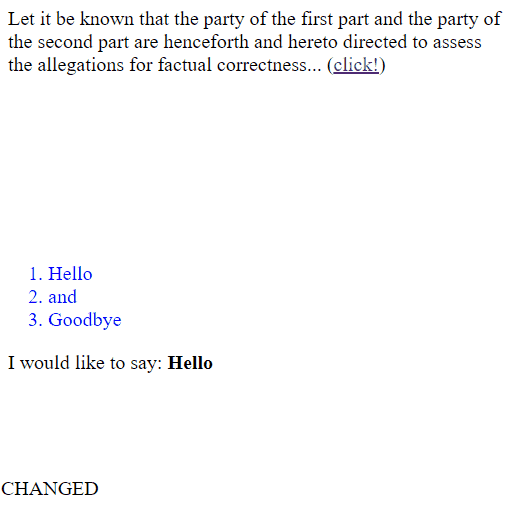 Let it be known that the party of the first part and the party of
the second part are henceforth and hereto directed to assess
the allegations for factual correctness... (click!)
1. Hello
2. and
3. Goodbye
I would like to say: Hello
CHANGED